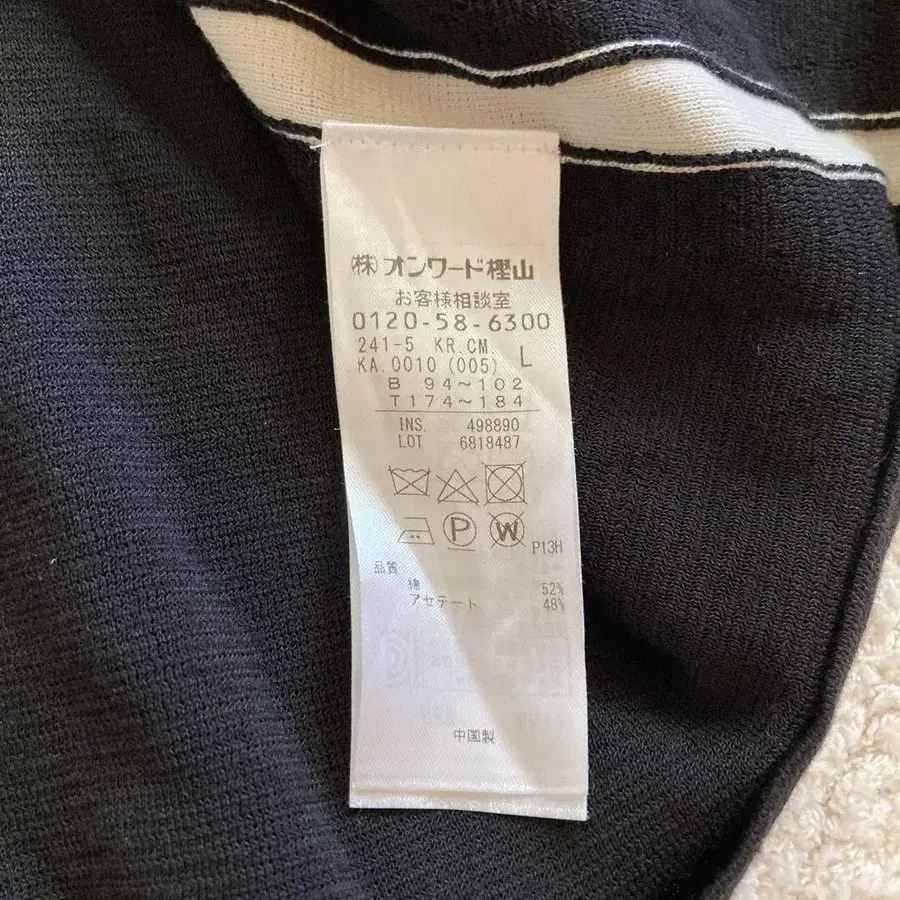 ㈱オンワード樫山
お客様相談室
0120-58-6300
241-5 KR.CM. L
KA.0010 (005)
B 94～102
T174～184
INS. 498890
LOT 6818487
P W P13H
品質
綿 52%
アセテート 48%
中国製